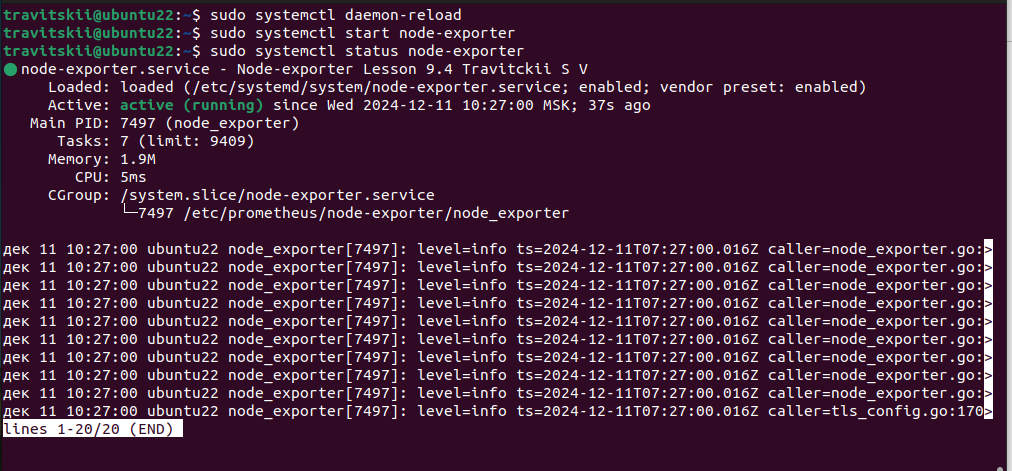 travitskii@ubuntu22:~$ sudo systemctl daemon-reload
travitskii@ubuntu22:~$ sudo systemctl start node-exporter
travitskii@ubuntu22:~$ sudo systemctl status node-exporter
● node-exporter.service - Node-exporter Lesson 9.4 Travitckii S V
     Loaded: loaded (/etc/systemd/system/node-exporter.service; enabled; vendor preset: enabled)
     Active: active (running) since Wed 2024-12-11 10:27:00 MSK; 37s ago
   Main PID: 7497 (node_exporter)
      Tasks: 7 (limit: 9409)
     Memory: 1.9M
        CPU: 5ms
     CGroup: /system.slice/node-exporter.service
             └─7497 /etc/prometheus/node-exporter/node_exporter
дек 11 10:27:00 ubuntu22 node_exporter[7497]: level=info ts=2024-12-11T07:27:00.016Z caller=node_exporter.go:>
дек 11 10:27:00 ubuntu22 node_exporter[7497]: level=info ts=2024-12-11T07:27:00.016Z caller=node_exporter.go:>
дек 11 10:27:00 ubuntu22 node_exporter[7497]: level=info ts=2024-12-11T07:27:00.016Z caller=node_exporter.go:>
дек 11 10:27:00 ubuntu22 node_exporter[7497]: level=info ts=2024-12-11T07:27:00.016Z caller=node_exporter.go:>
дек 11 10:27:00 ubuntu22 node_exporter[7497]: level=info ts=2024-12-11T07:27:00.016Z caller=node_exporter.go:>
дек 11 10:27:00 ubuntu22 node_exporter[7497]: level=info ts=2024-12-11T07:27:00.016Z caller=node_exporter.go:>
дек 11 10:27:00 ubuntu22 node_exporter[7497]: level=info ts=2024-12-11T07:27:00.016Z caller=node_exporter.go:>
дек 11 10:27:00 ubuntu22 node_exporter[7497]: level=info ts=2024-12-11T07:27:00.016Z caller=node_exporter.go:>
дек 11 10:27:00 ubuntu22 node_exporter[7497]: level=info ts=2024-12-11T07:27:00.016Z caller=node_exporter.go:>
дек 11 10:27:00 ubuntu22 node_exporter[7497]: level=info ts=2024-12-11T07:27:00.016Z caller=tls_config.go:170>
lines 1-20/20 (END)